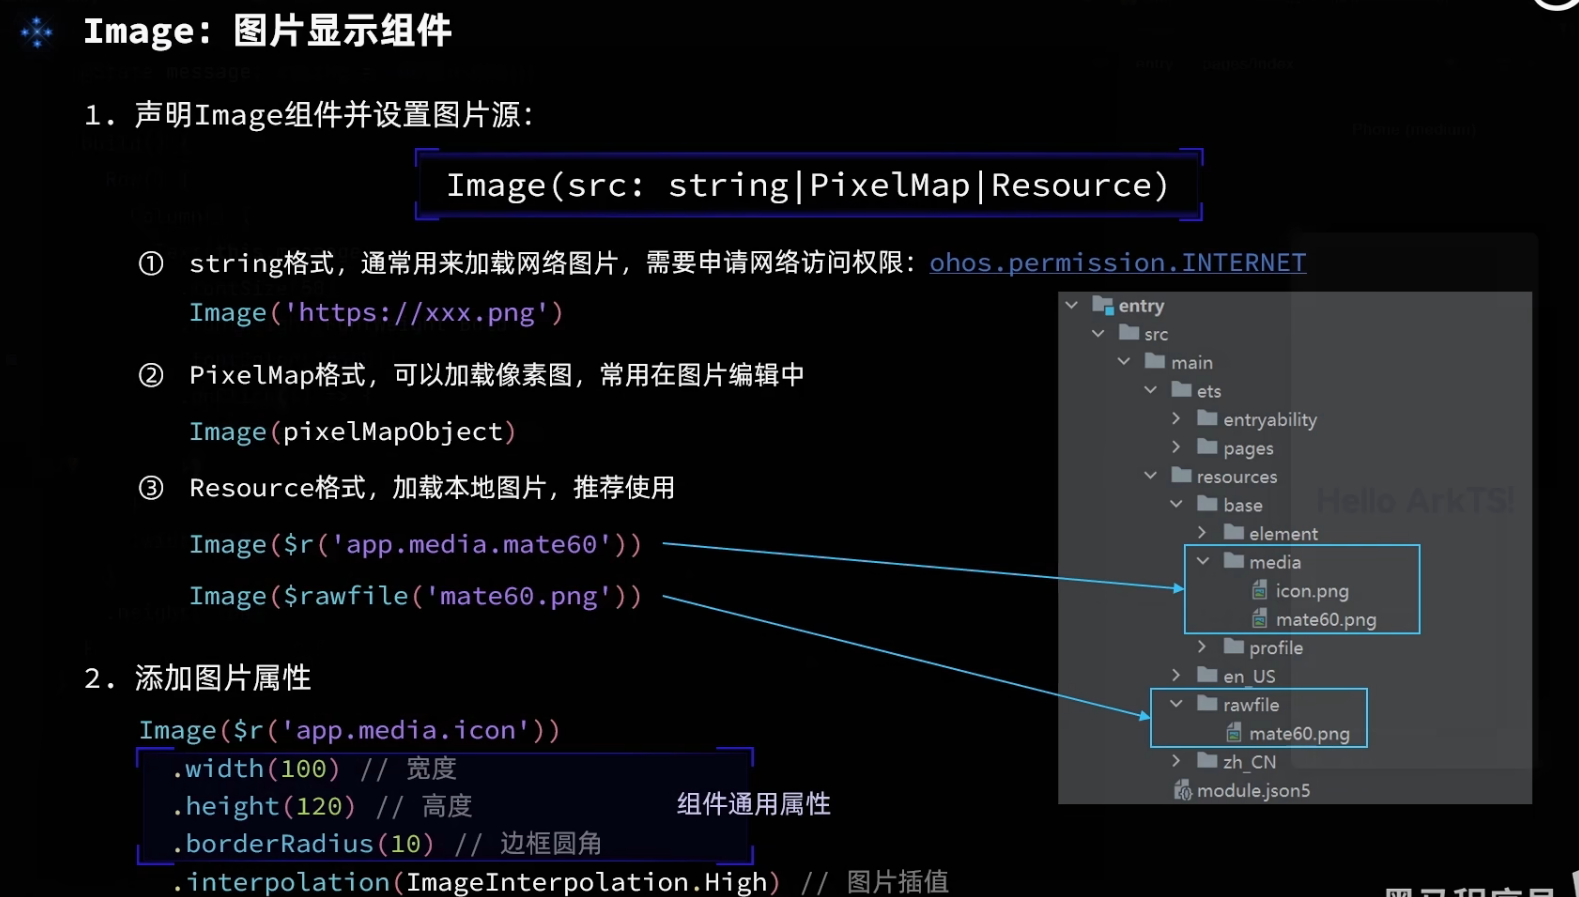 Image: 图片显示组件
1. 声明Image组件并设置图片源:
Image(src: string|PixelMap|Resource)
① string格式，通常用来加载网络图片，需要申请网络访问权限：ohos.permission.INTERNET
Image('https://xxx.png')
② PixelMap格式，可以加载像素图，常用在图片编辑中
Image(pixelMapObject)
③ Resource格式，加载本地图片，推荐使用
Image($r('app.media.mate60'))
Image($rawfile('mate60.png'))
2. 添加图片属性
Image($r('app.media.icon'))
.width(100) // 宽度
.height(120) // 高度
组件通用属性
.borderRadius(10) // 边框圆角
.interpolation(ImageInterpolation.High) // 图片插值
entry
src
main
ets
entryability
pages
resources
base
element
media
icon.png
mate60.png
profile
en_US
rawfile
mate60.png
zh_CN
module.json5
Hello ArkTS!